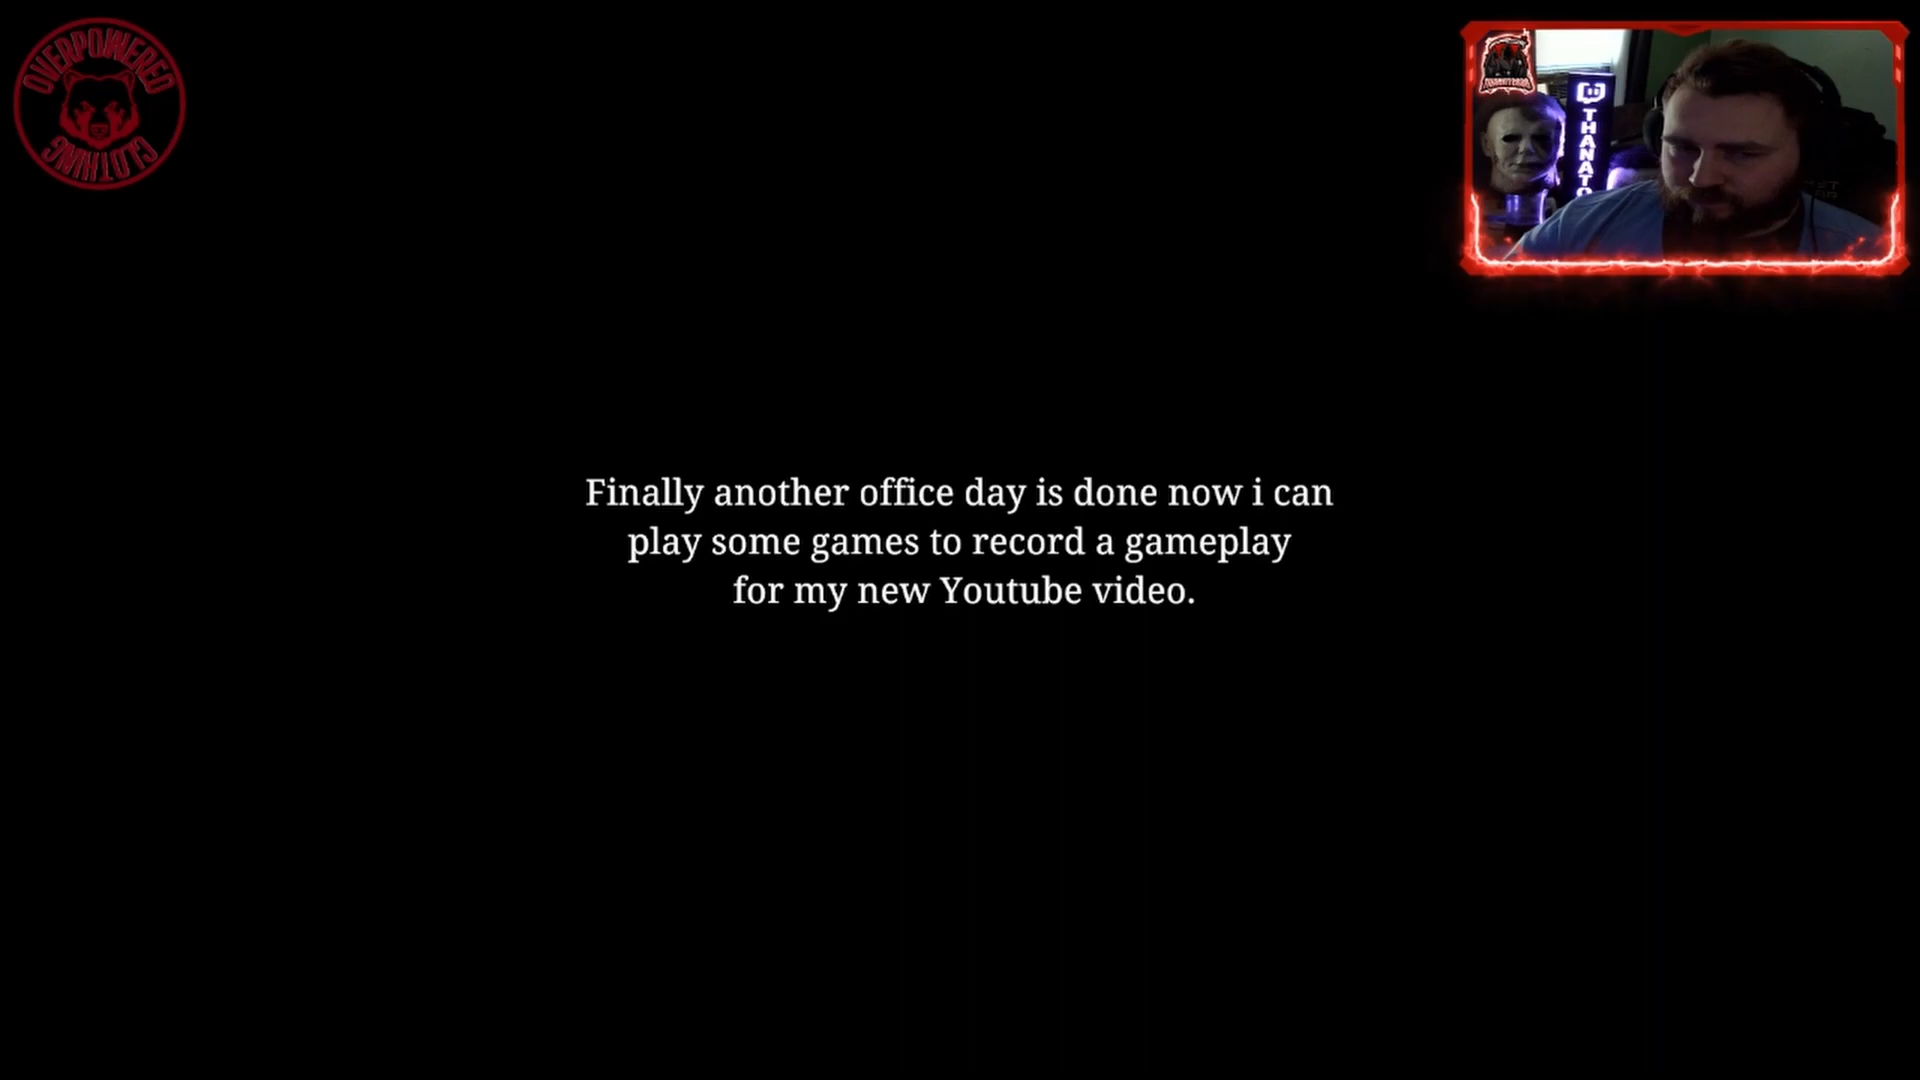 OVERPOWERED
CLOTHING
THANATO
Finally another office day is done now i can
play some games to record a gameplay
for my new Youtube video.